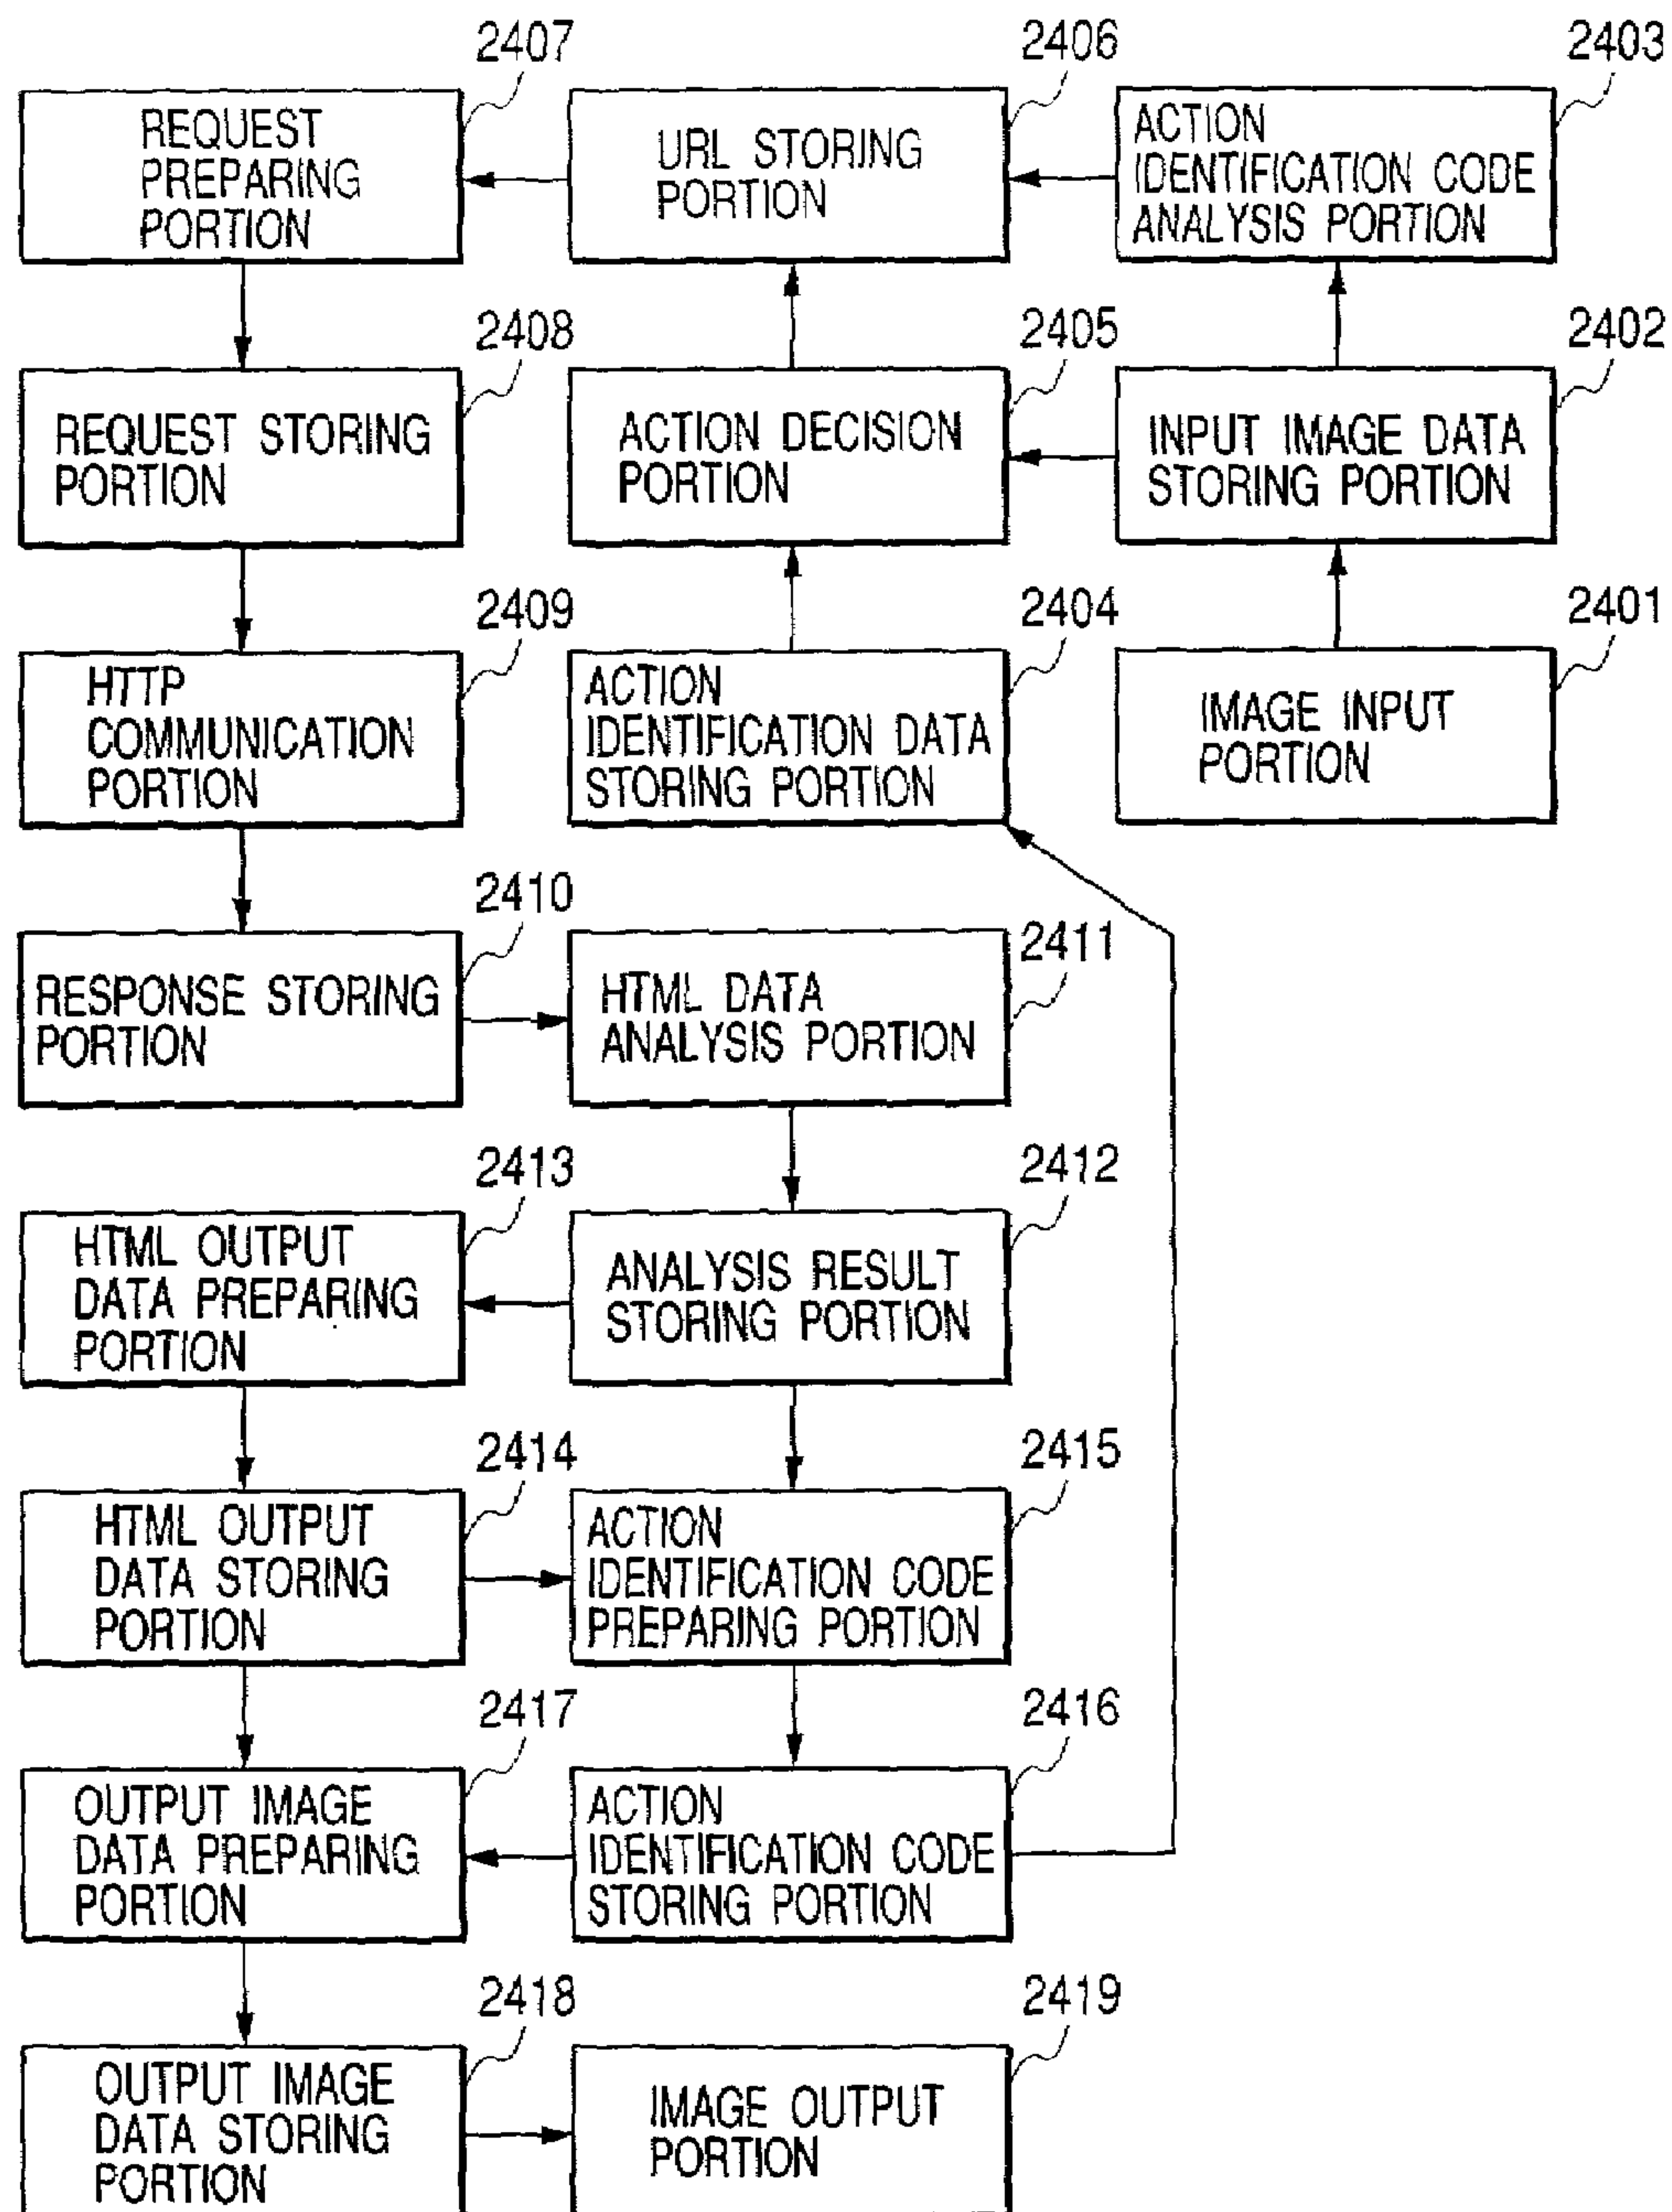 2407
2406
2403
REQUEST
PREPARING
PORTION
URL STORING
PORTION
ACTION
IDENTIFICATION CODE
ANALYSIS PORTION
2408
2405
2402
REQUEST STORING
PORTION
ACTION DECISION
PORTION
INPUT IMAGE DATA
STORING PORTION
2409
2404
2401
HTTP
COMMUNICATION
PORTION
ACTION
IDENTIFICATION DATA
STORING PORTION
IMAGE INPUT
PORTION
2410
2411
RESPONSE STORING
PORTION
HTML DATA
ANALYSIS PORTION
2413
2412
HTML OUTPUT
DATA PREPARING
PORTION
ANALYSIS RESULT
STORING PORTION
2414
2415
HTML OUTPUT
DATA STORING
PORTION
ACTION
IDENTIFICATION CODE
PREPARING PORTION
2417
2416
OUTPUT IMAGE
DATA PREPARING
PORTION
ACTION
IDENTIFICATION CODE
STORING PORTION
2418
2419
OUTPUT IMAGE
DATA STORING
PORTION
IMAGE OUTPUT
PORTION